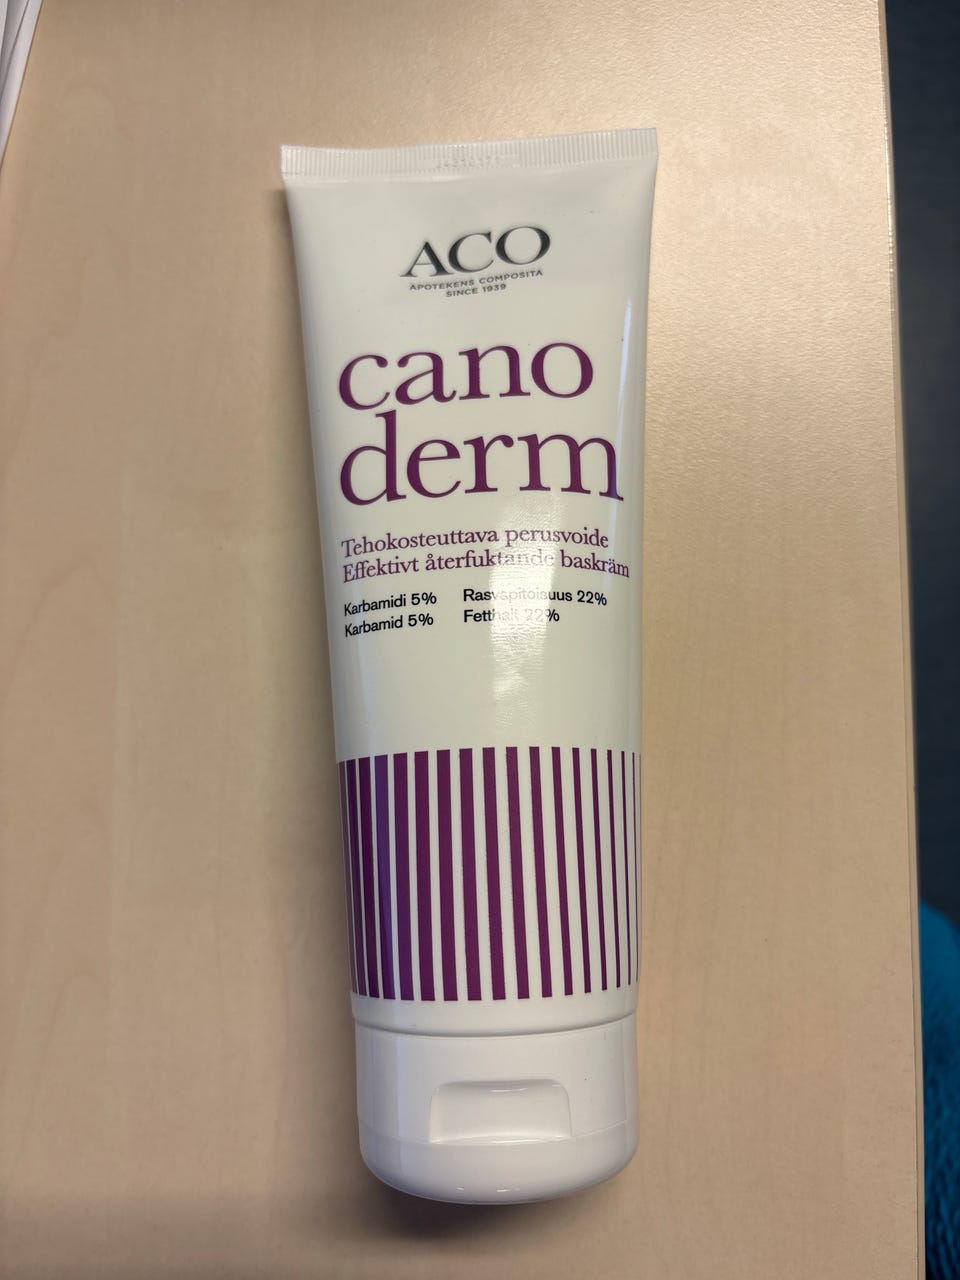 ACO
APOTEKENS COMPOSITA
SINCE 1939
cano
derm
Tehokosteuttava perusvoide
Effektivt återfuktande baskräm
Karbamidi 5% Rasvapitoisuus 22%
Karbamid 5% Fetthalt 22%